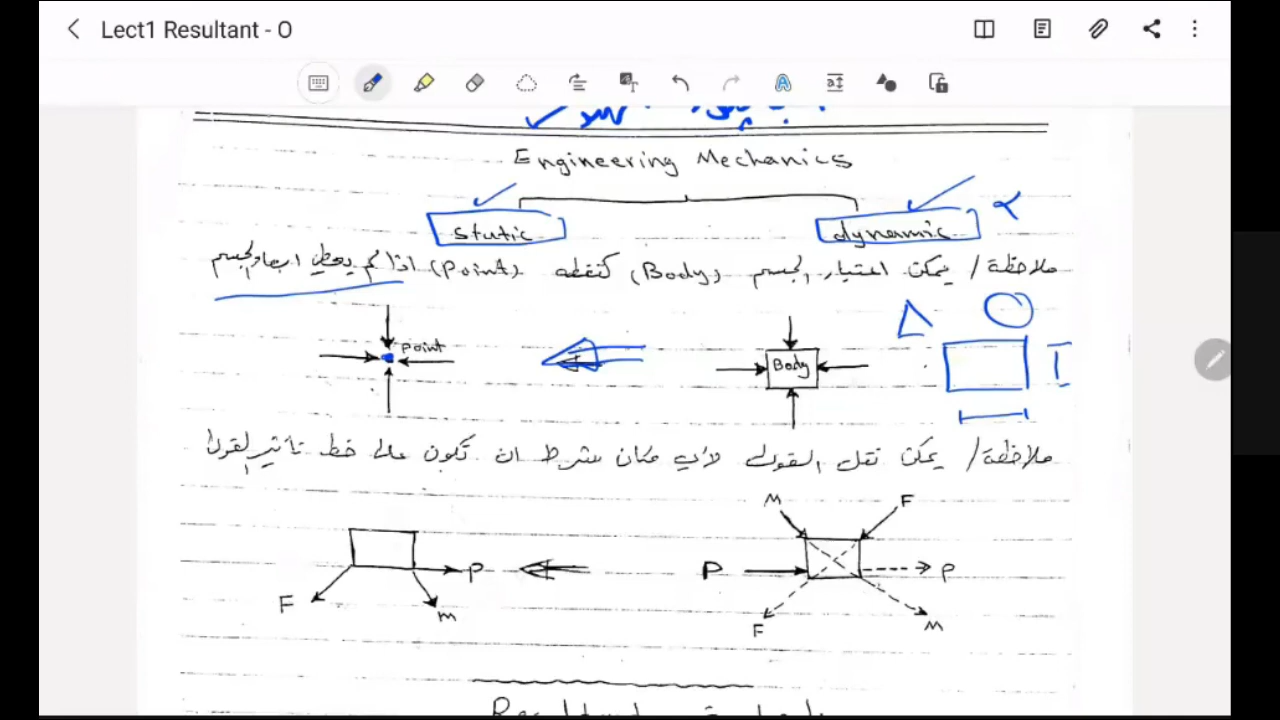 Lect1 Resultant - O
Engineering Mechanics
static dynamic
ملاحظة / يمكن اعتبار الجسم (Body) كنقطه (Point) اذا لم يعطي ابعاد الجسم
Point
Body
ملاحظة / يمكن نقل القوى لأي مكان بشرط ان تكون على خط تأثير القوة
M F
P P
F M
P
F M